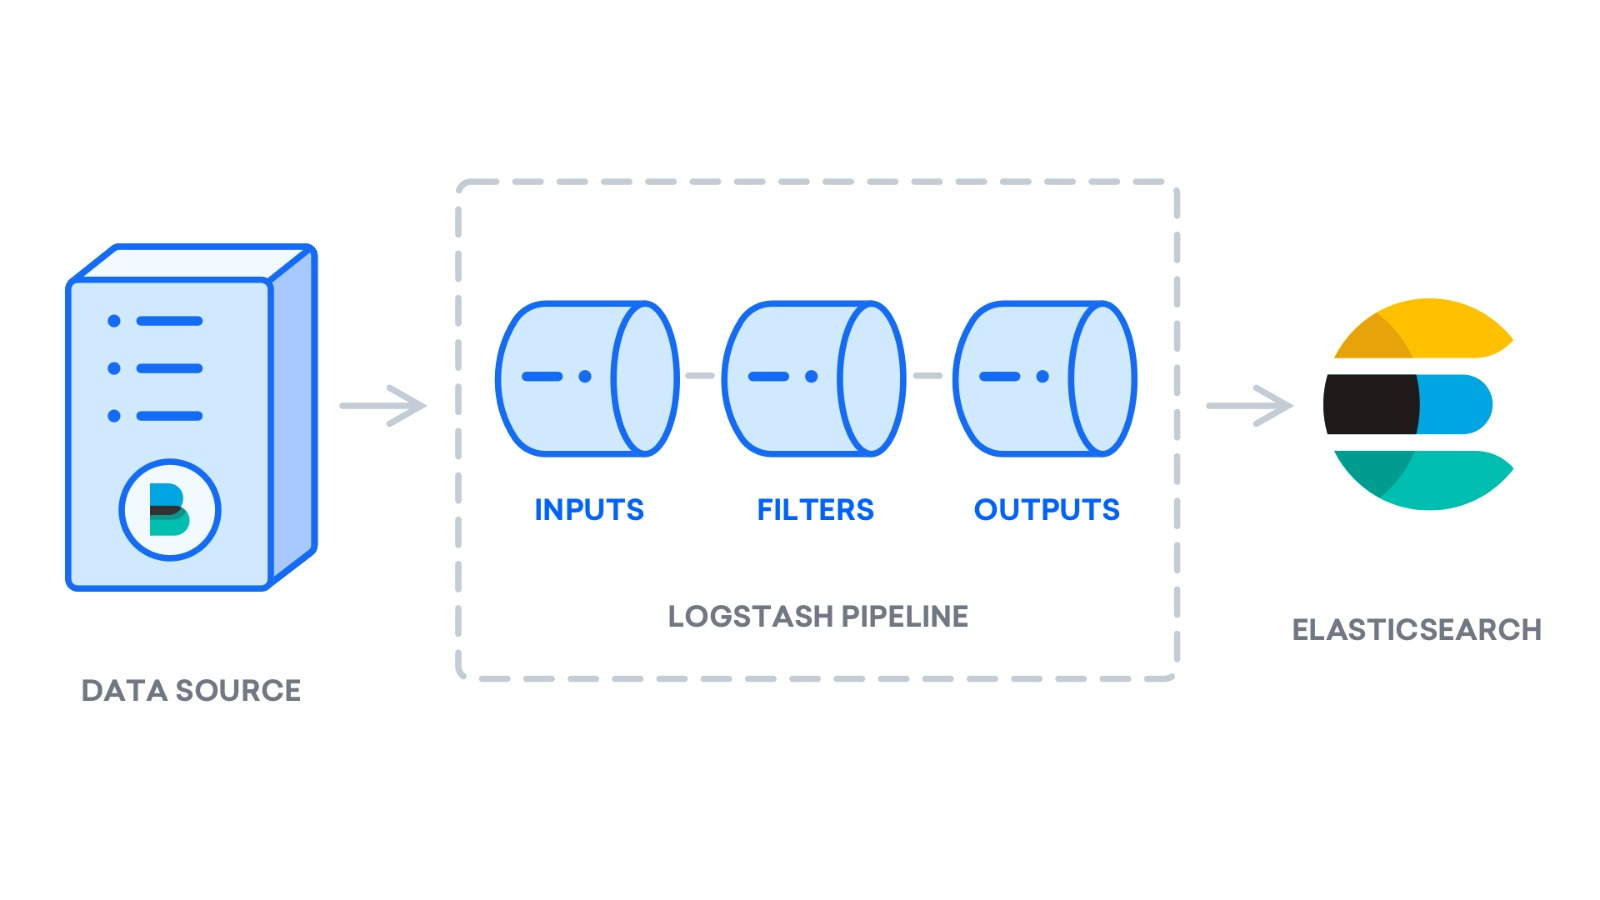 INPUTS
FILTERS
OUTPUTS
LOGSTASH PIPELINE
ELASTICSEARCH
DATA SOURCE